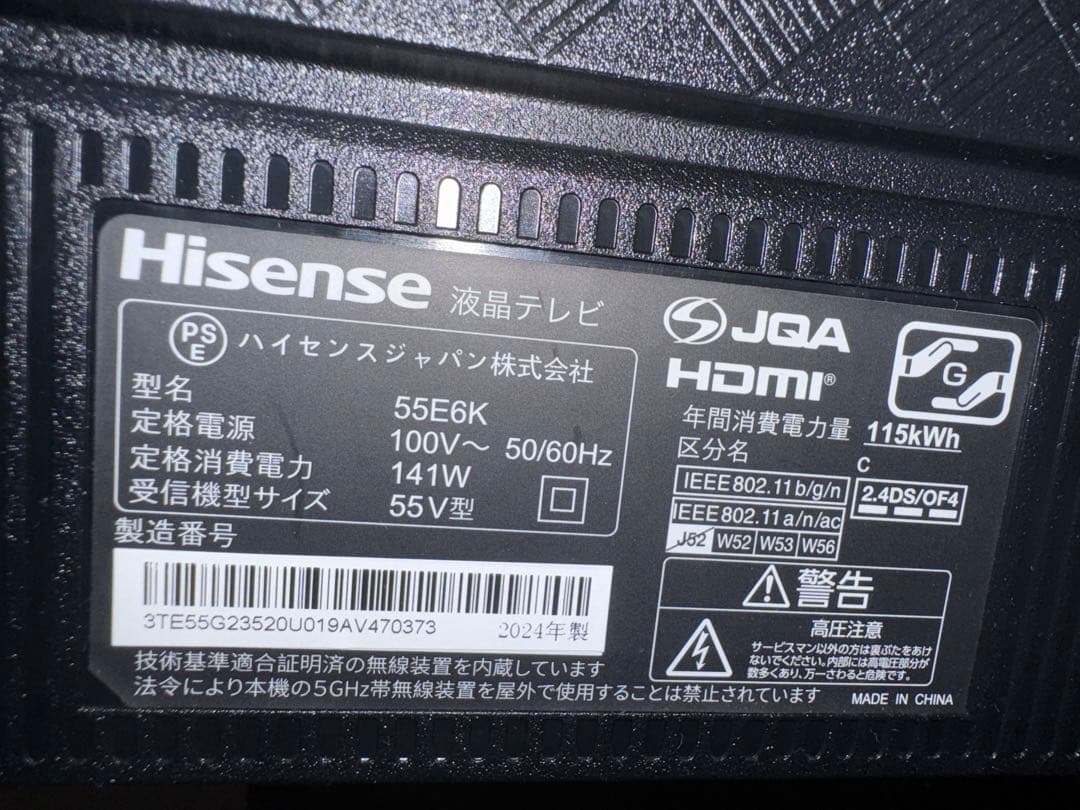 Hisense 液晶テレビ
PS
E
ハイセンスジャパン株式会社
型名 55E6K
定格電源 100V～ 50/60Hz
定格消費電力 141W
受信機型サイズ 55V型
製造番号
3TE55G23520U019AV470373 2024年製
技術基準適合証明済の無線装置を内蔵しています
法令により本機の5GHz帯無線装置を屋外で使用することは禁止されています
JQA
HDMI®
G
年間消費電力量 115kWh
区分名 C
IEEE802.11b/g/n
2.4DS/OF4
IEEE802.11a/n/ac
J52 W52 W53 W56
警告
高圧注意
サービスマン以外の方は裏ぶたをあけ
ないでください。内部には高電圧部分が
数多くあり、万一さわると危険です。
MADE IN CHINA